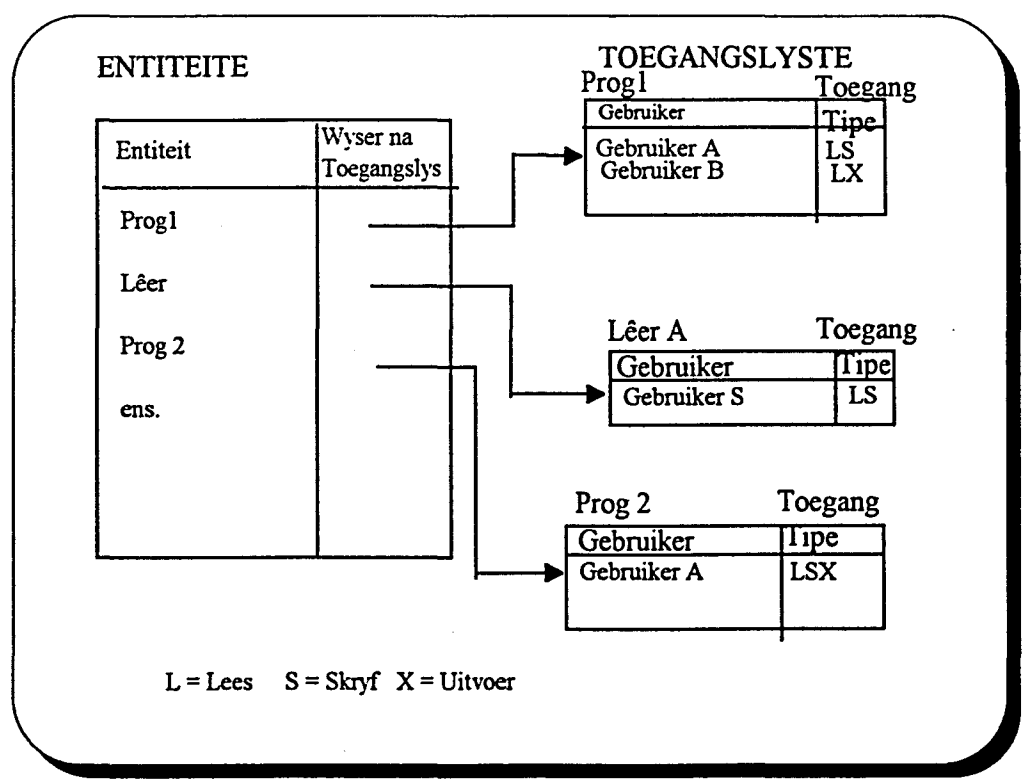 ENTITEITE
Entiteit
Wyser na
Toegangslys
Prog1
Lêer
Prog 2
ens.
TOEGANGSLYSTE
Prog1
Toegang
Gebruiker
Tipe
Gebruiker A
LS
Gebruiker B
LX
Lêer A
Toegang
Gebruiker
Tipe
Gebruiker S
LS
Prog 2
Toegang
Gebruiker
Tipe
Gebruiker A
LSX
L = Lees S = Skryf X = Uitvoer